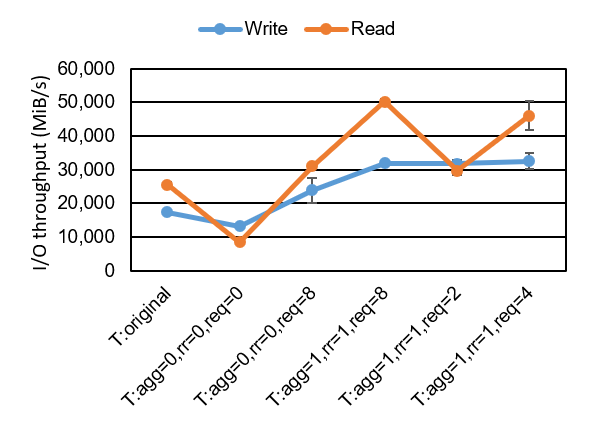 Write Read
I/O throughput (MiB/s)
60,000
50,000
40,000
30,000
20,000
10,000
0
T:original
T:agg=0,rr=0,req=0
T:agg=0,rr=0,req=8
T:agg=1,rr=1,req=8
T:agg=1,rr=1,req=2
T:agg=1,rr=1,req=4